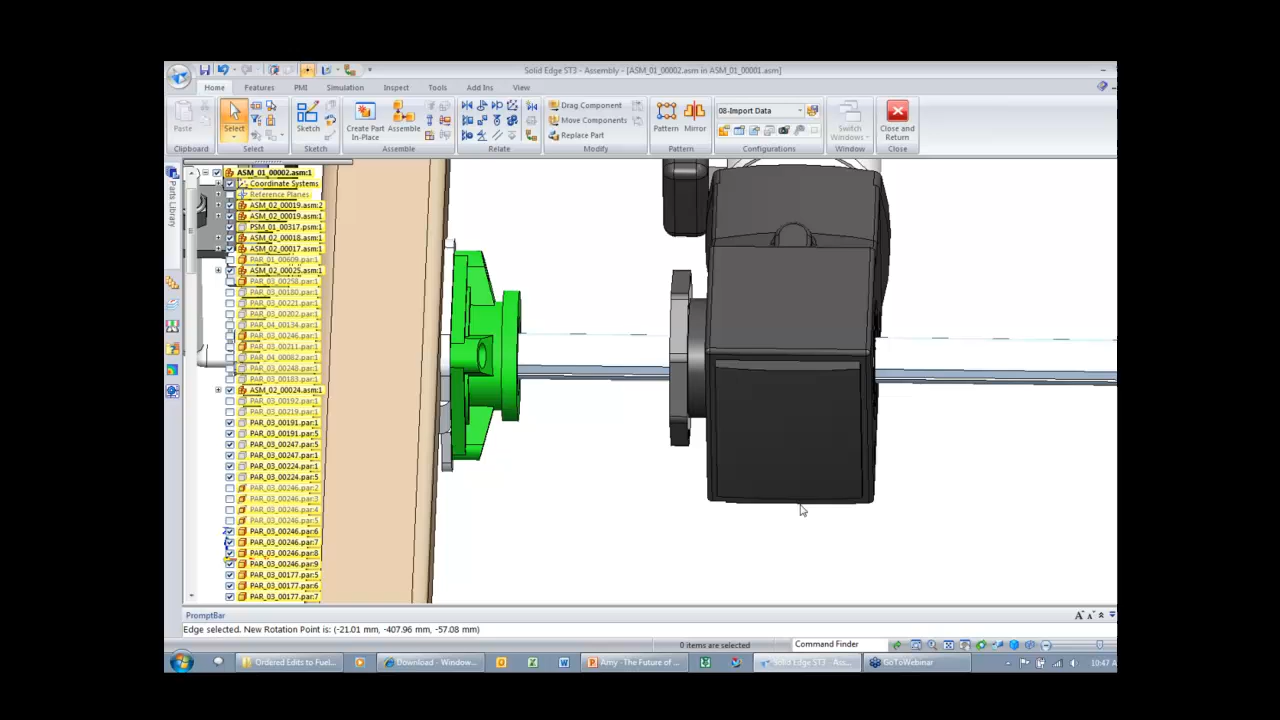 Solid Edge ST3 - Assembly - [ASM_01_00002.asm in ASM_01_00001.asm]
Home Features PMI Simulation Inspect Tools Add Ins View
Paste Select Sketch Create Part In-Place Assemble Drag Component Move Components Replace Part Pattern Mirror 08-Import Data Switch Windows Close and Return
Clipboard Select Sketch Assemble Relate Modify Pattern Configurations Window Close
Parts Library
ASM_01_00002.asm:1
Coordinate Systems
Reference Planes
ASM_02_00019.asm:2
ASM_02_00019.asm:1
PSM_01_00317.psm:1
ASM_02_00018.asm:1
ASM_02_00017.asm:1
PAR_01_00609.par:1
ASM_02_00025.asm:1
PAR_03_00258.par:1
PAR_03_00180.par:1
PAR_03_00221.par:1
PAR_03_00202.par:1
PAR_04_00134.par:1
PAR_03_00246.par:1
PAR_03_00211.par:1
PAR_04_00082.par:1
PAR_03_00248.par:1
PAR_03_00183.par:1
ASM_02_00024.asm:1
PAR_03_00192.par:1
PAR_03_00219.par:1
PAR_03_00191.par:1
PAR_03_00191.par:5
PAR_03_00247.par:5
PAR_03_00247.par:1
PAR_03_00224.par:1
PAR_03_00224.par:5
PAR_03_00246.par:2
PAR_03_00246.par:3
PAR_03_00246.par:4
PAR_03_00246.par:5
PAR_03_00246.par:6
PAR_03_00246.par:7
PAR_03_00246.par:8
PAR_03_00246.par:9
PAR_03_00177.par:5
PAR_03_00177.par:6
PAR_03_00177.par:7
PromptBar
Edge selected. New Rotation Point is: (-21.01 mm, -407.96 mm, -57.08 mm)
0 items are selected Command Finder
Ordered Edits to Fuel... Download - Window... Amy -The Future of ... Solid Edge ST3 - Ass... GoToWebinar 10:47 A